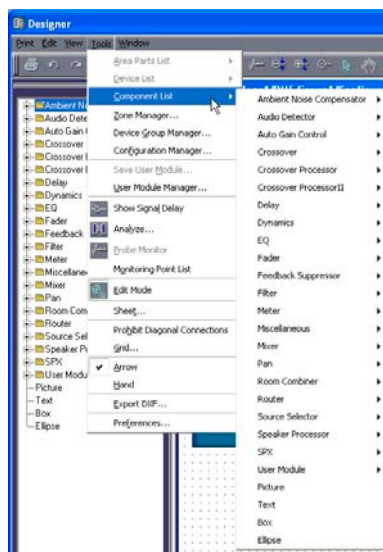 Designer
Print Edit View Tools Window
Area Parts List
Device List
Component List
Zone Manager...
Device Group Manager...
Configuration Manager...
Save User Module...
User Module Manager...
Show Signal Delay
Analyze...
Probe Monitor
Monitoring Point List
Edit Mode
Sheet...
Prohibit Diagonal Connections
Grid...
Arrow
Hand
Export DXF...
Preferences...
Ambient Noise Compensator
Audio Detector
Auto Gain Control
Crossover
Crossover Processor
Crossover ProcessorII
Delay
Dynamics
EQ
Fader
Feedback Suppressor
Filter
Meter
Miscellaneous
Mixer
Pan
Room Combiner
Router
Source Selector
Speaker Processor
SPX
User Module
Picture
Text
Box
Ellipse
Ambient No
Audio Dete
Auto Gain
Crossover
Crossover
Crossover
Delay
Dynamics
EQ
Fader
Feedback
Filter
Meter
Miscellane
Mixer
Pan
Room Com
Router
Source Sel
Speaker P
SPX
User Modu
Picture
Text
Box
Ellipse